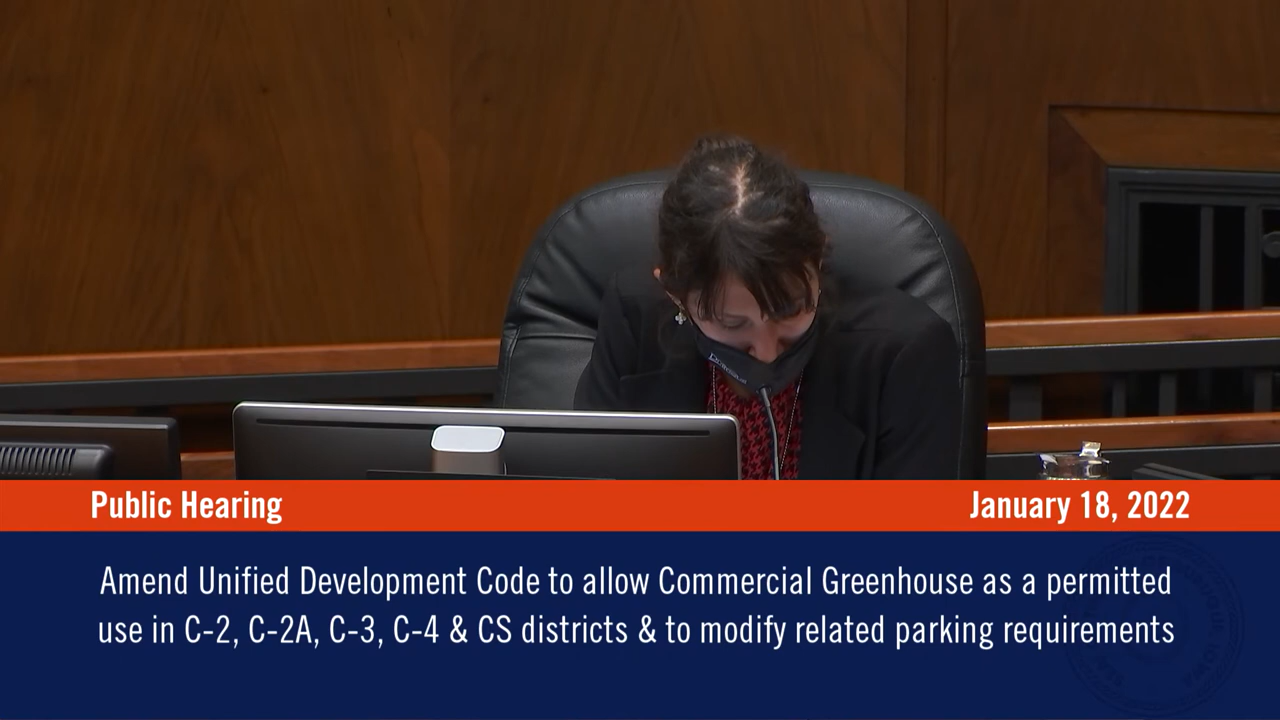 Public Hearing
January 18, 2022
Amend Unified Development Code to allow Commercial Greenhouse as a permitted
use in C-2, C-2A, C-3, C-4 & CS districts & to modify related parking requirements